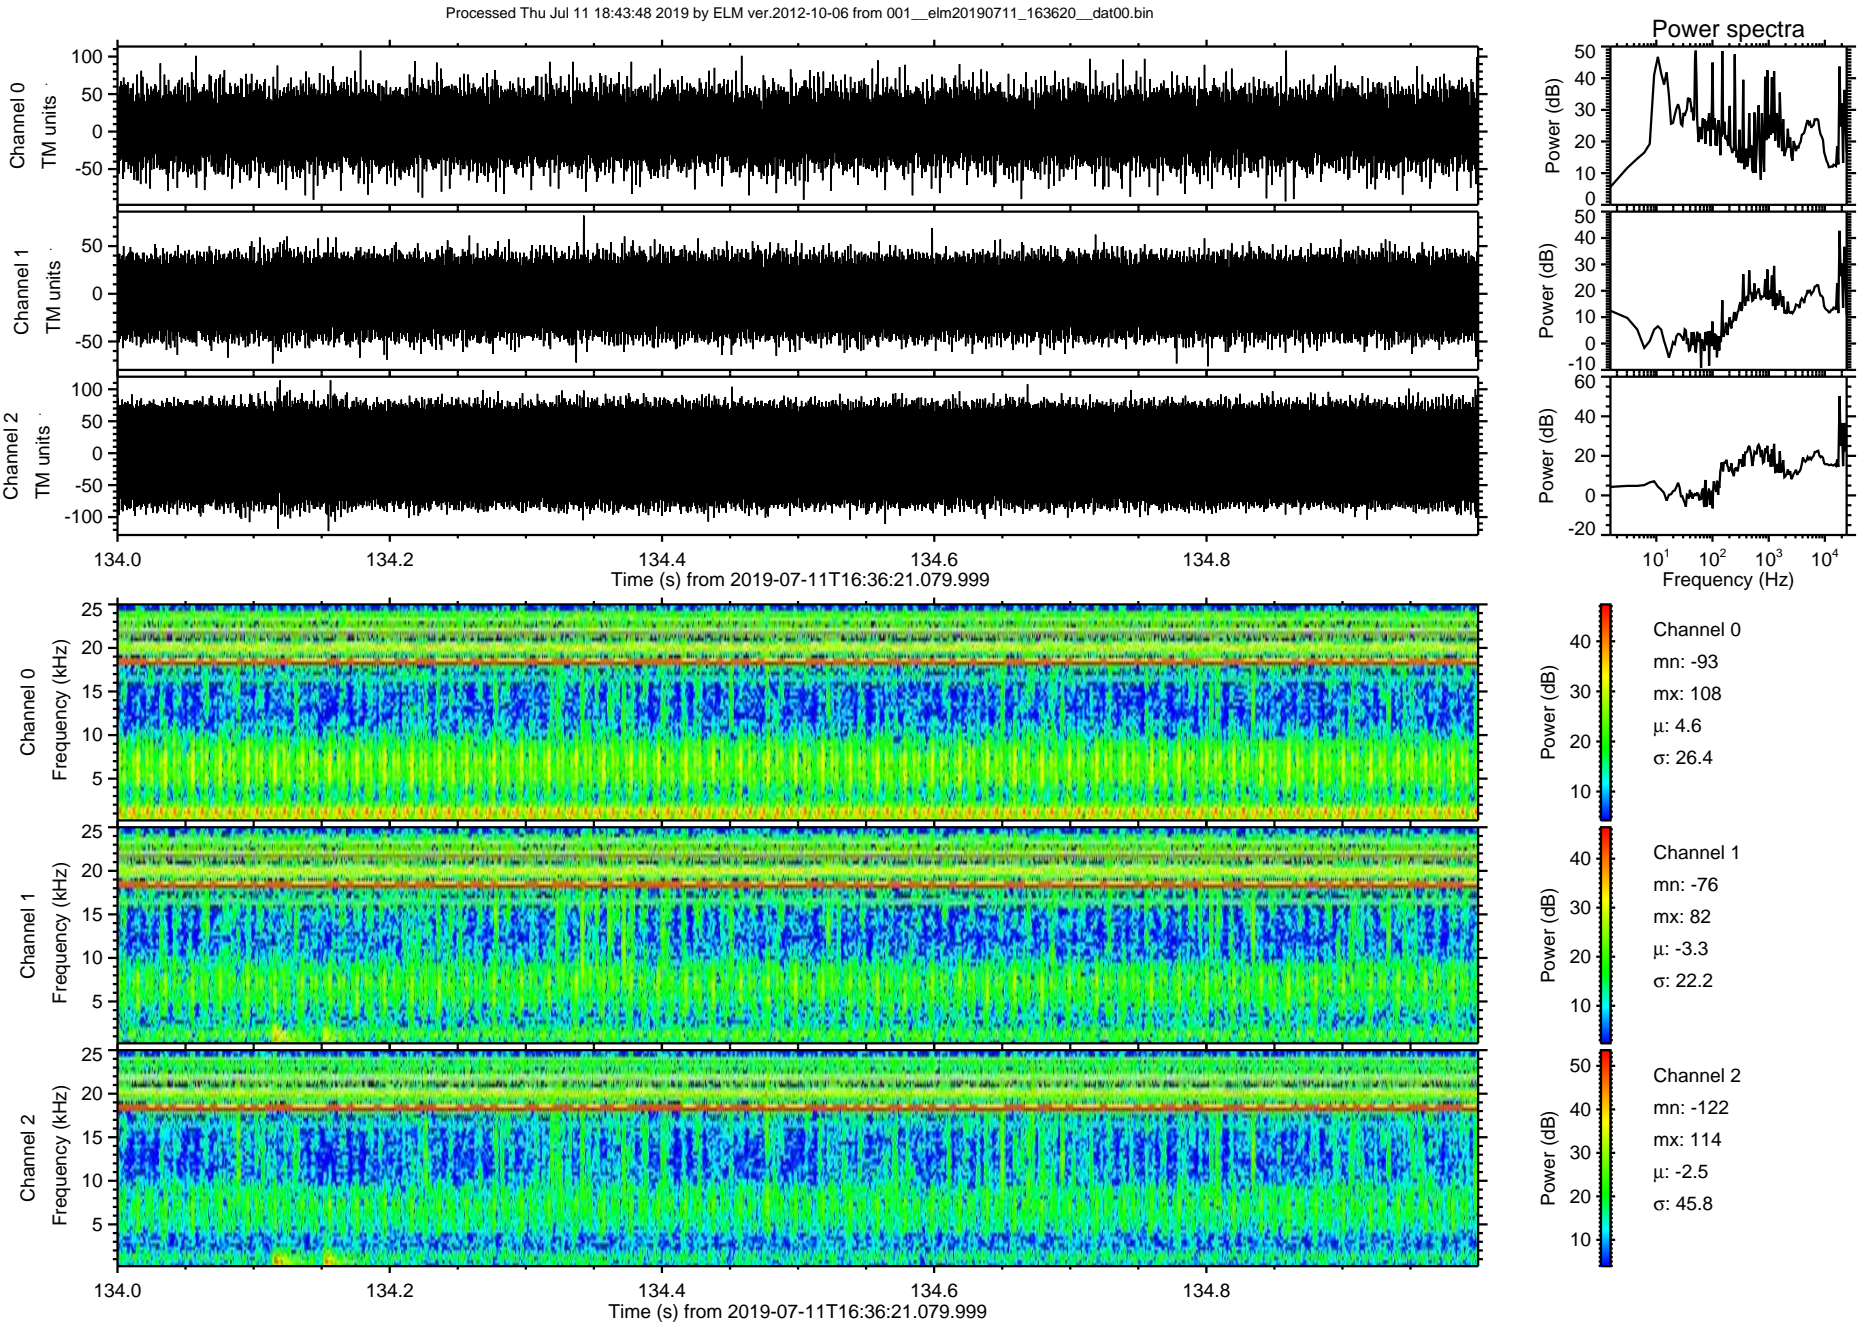 Processed Thu Jul 11 18:43:48 2019 by ELM ver.2012-10-06 from 001__elm20190711_163620__dat00.bin
Power spectra
Channel 0
TM units
100
50
0
-50
Power (dB)
50
40
30
20
10
0
Channel 1
TM units
50
0
-50
Power (dB)
50
40
30
20
10
0
-10
Channel 2
TM units
100
50
0
-50
-100
Power (dB)
60
40
20
0
-20
134.0 134.2 134.4 134.6 134.8
Time (s) from 2019-07-11T16:36:21.079.999
10^1 10^2 10^3 10^4
Frequency (Hz)
Channel 0
Frequency (kHz)
25
20
15
10
5
Power (dB)
40
30
20
10
Channel 0
mn: -93
mx: 108
μ: 4.6
σ: 26.4
Channel 1
Frequency (kHz)
25
20
15
10
5
Power (dB)
40
30
20
10
Channel 1
mn: -76
mx: 82
μ: -3.3
σ: 22.2
Channel 2
Frequency (kHz)
25
20
15
10
5
Power (dB)
50
40
30
20
10
Channel 2
mn: -122
mx: 114
μ: -2.5
σ: 45.8
134.0 134.2 134.4 134.6 134.8
Time (s) from 2019-07-11T16:36:21.079.999